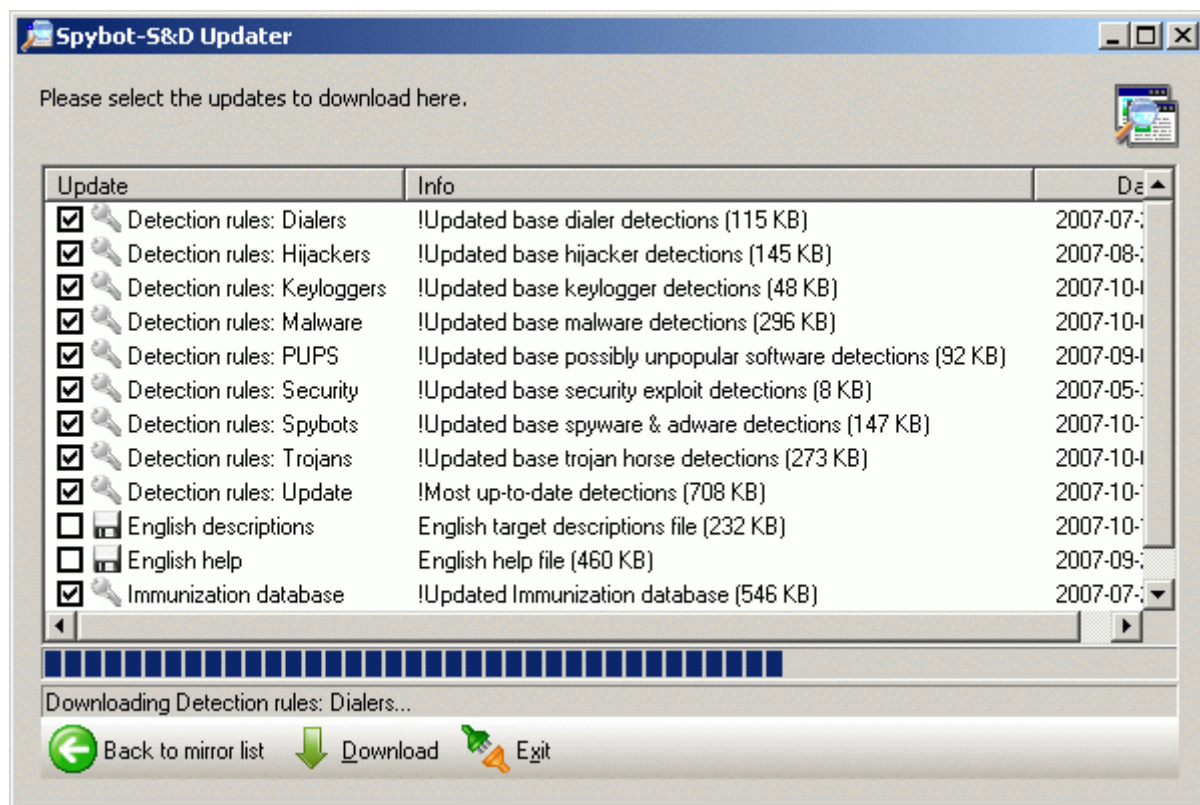 Spybot-S&D Updater
Please select the updates to download here.
Update Info
Detection rules: Dialers !Updated base dialer detections (115 KB) 2007-07-
Detection rules: Hijackers !Updated base hijacker detections (145 KB) 2007-08-
Detection rules: Keyloggers !Updated base keylogger detections (48 KB) 2007-10-
Detection rules: Malware !Updated base malware detections (296 KB) 2007-10-
Detection rules: PUPS !Updated base possibly unpopular software detections (92 KB) 2007-09-
Detection rules: Security !Updated base security exploit detections (8 KB) 2007-05-
Detection rules: Spybots !Updated base spyware & adware detections (147 KB) 2007-10-
Detection rules: Trojans !Updated base trojan horse detections (273 KB) 2007-10-
Detection rules: Update !Most up-to-date detections (708 KB) 2007-10-
English descriptions English target descriptions file (232 KB) 2007-10-
English help English help file (460 KB) 2007-09-
Immunization database !Updated Immunization database (546 KB) 2007-07-
Downloading Detection rules: Dialers...
Back to mirror list Download Exit